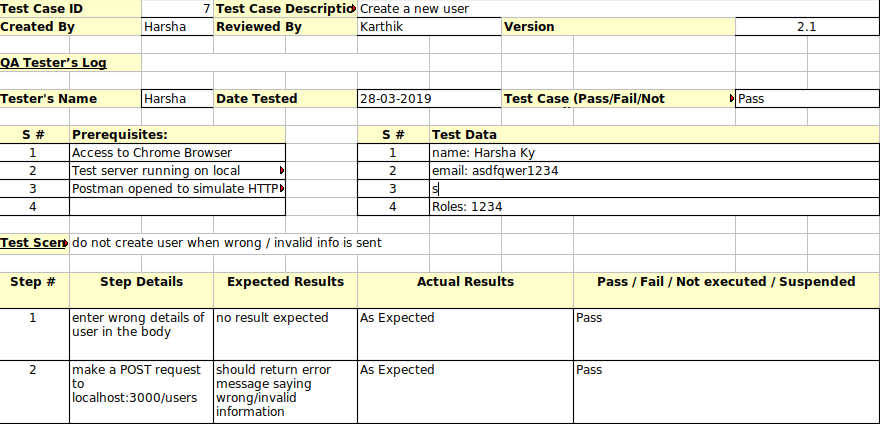 Test Case ID 7 Test Case Descriptio Create a new user
Created By Harsha Reviewed By Karthik Version 2.1
QA Tester’s Log
Tester's Name Harsha Date Tested 28-03-2019 Test Case (Pass/Fail/Not Pass
S # Prerequisites: S # Test Data
1 Access to Chrome Browser 1 name: Harsha Ky
2 Test server running on local 2 email: asdfqwer1234
3 Postman opened to simulate HTTP 3 s
4 4 Roles: 1234
Test Scen do not create user when wrong / invalid info is sent
Step # Step Details Expected Results Actual Results Pass / Fail / Not executed / Suspended
1 enter wrong details of no result expected As Expected Pass
user in the body
2 make a POST request should return error As Expected Pass
to message saying
localhost:3000/users wrong/invalid
information